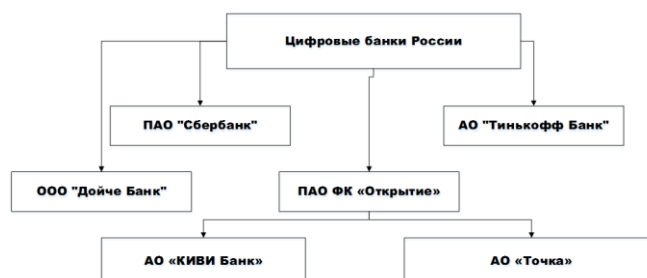 Цифровые банки России
ПАО "Сбербанк"
АО "Тинькофф Банк"
ООО "Дойче Банк"
ПАО ФК «Открытие»
АО «КИВИ Банк»
АО «Точка»